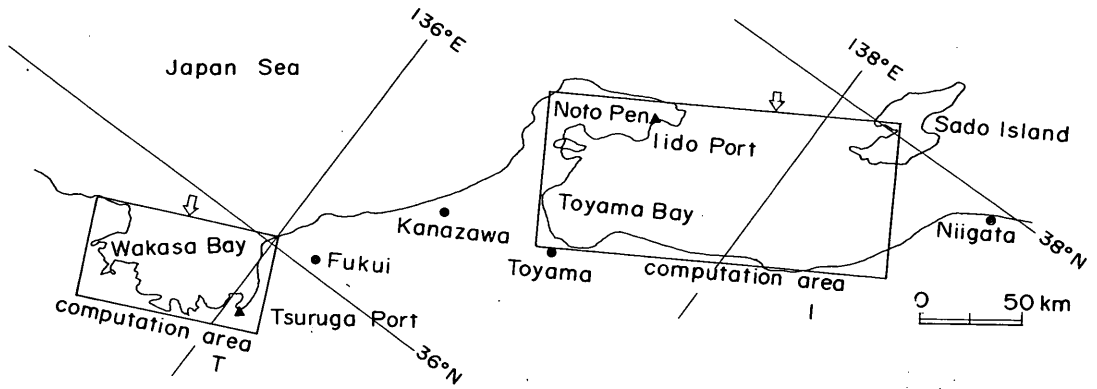 136°E
Japan Sea
138°E
Noto Pen.
Iido Port
Sado Island
Wakasa Bay
Kanazawa
Toyama Bay
Niigata
38°N
Fukui
Toyama
computation area
I
0 50 km
computation area
T
Tsuruga Port
36°N